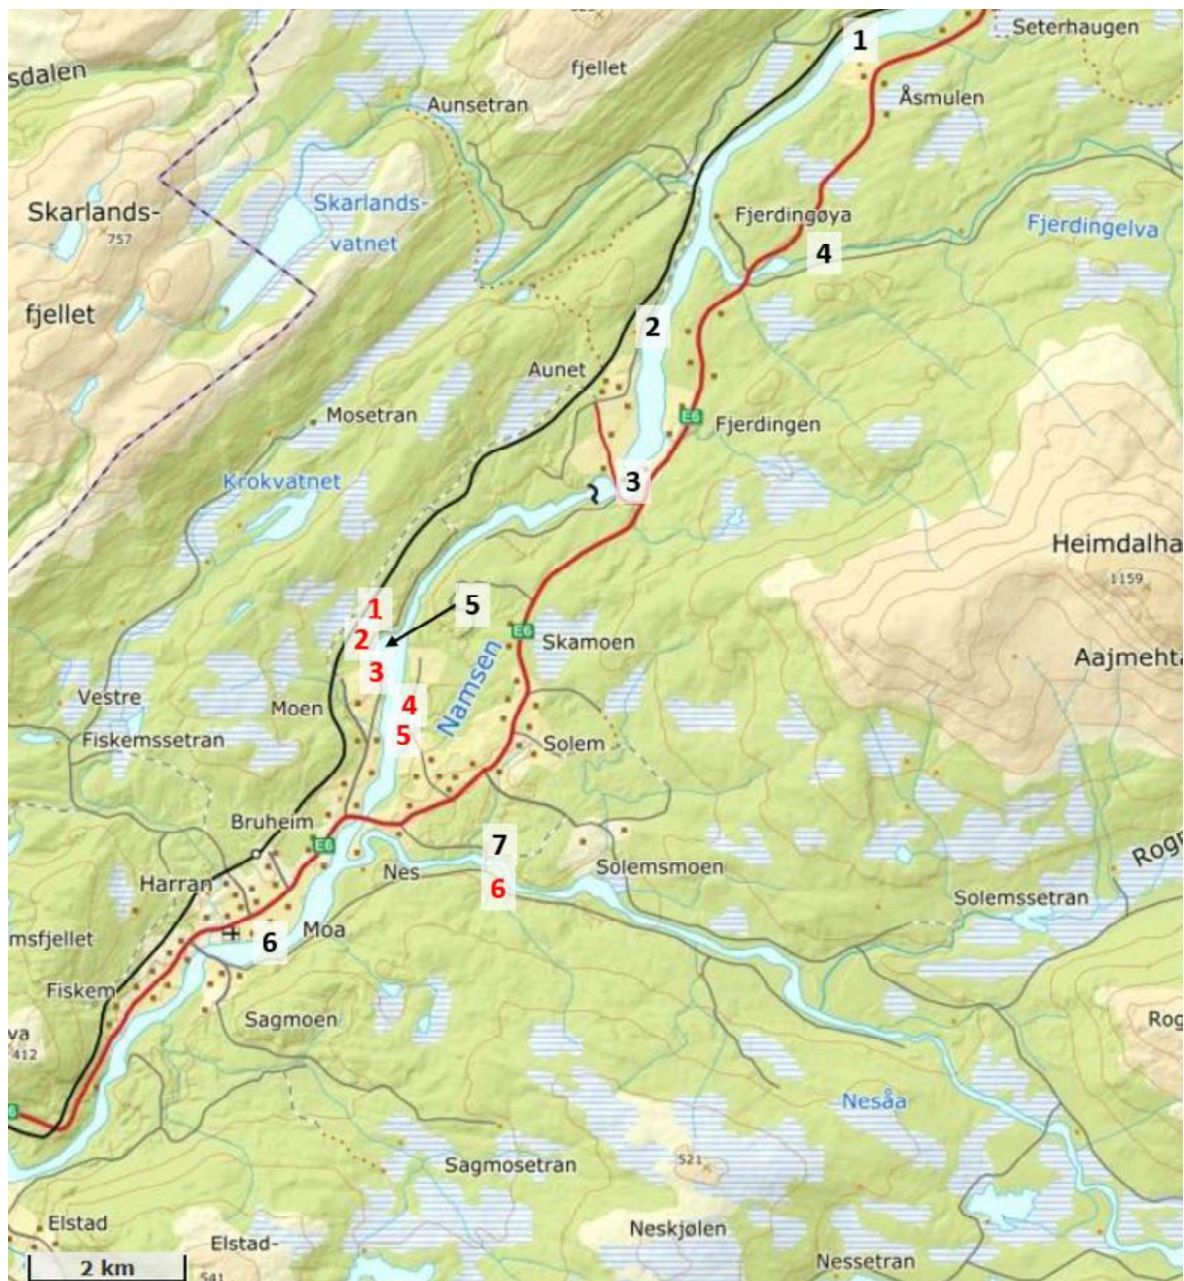 1
Seterhaugen
fjellet
sdalen
Aunsetran
Åsmulen
Skarlands-
757
fjellet
Skarlands-
vatnet
Fjerdingøya
Fjerdingelva
4
2
Aunet
Mosetran
E6
Fjerdingen
Krokvatnet
3
Heimdalha
1159
1
5
2
E6
Skamoen
Aajmehta
3
Namsen
Vestre
Fiskemssetran
Moen
4
5
Solem
Bruheim
E6
7
Nes
6
Solemsmoen
Rogn
Harran
Solemssetran
msfjellet
6
Moa
Fiskem
Sagmoen
va
412
Rog
6
Nesåa
Sagmosetran
521
Elstad
Elstad-
Neskjølen
Nessetran
2 km
541